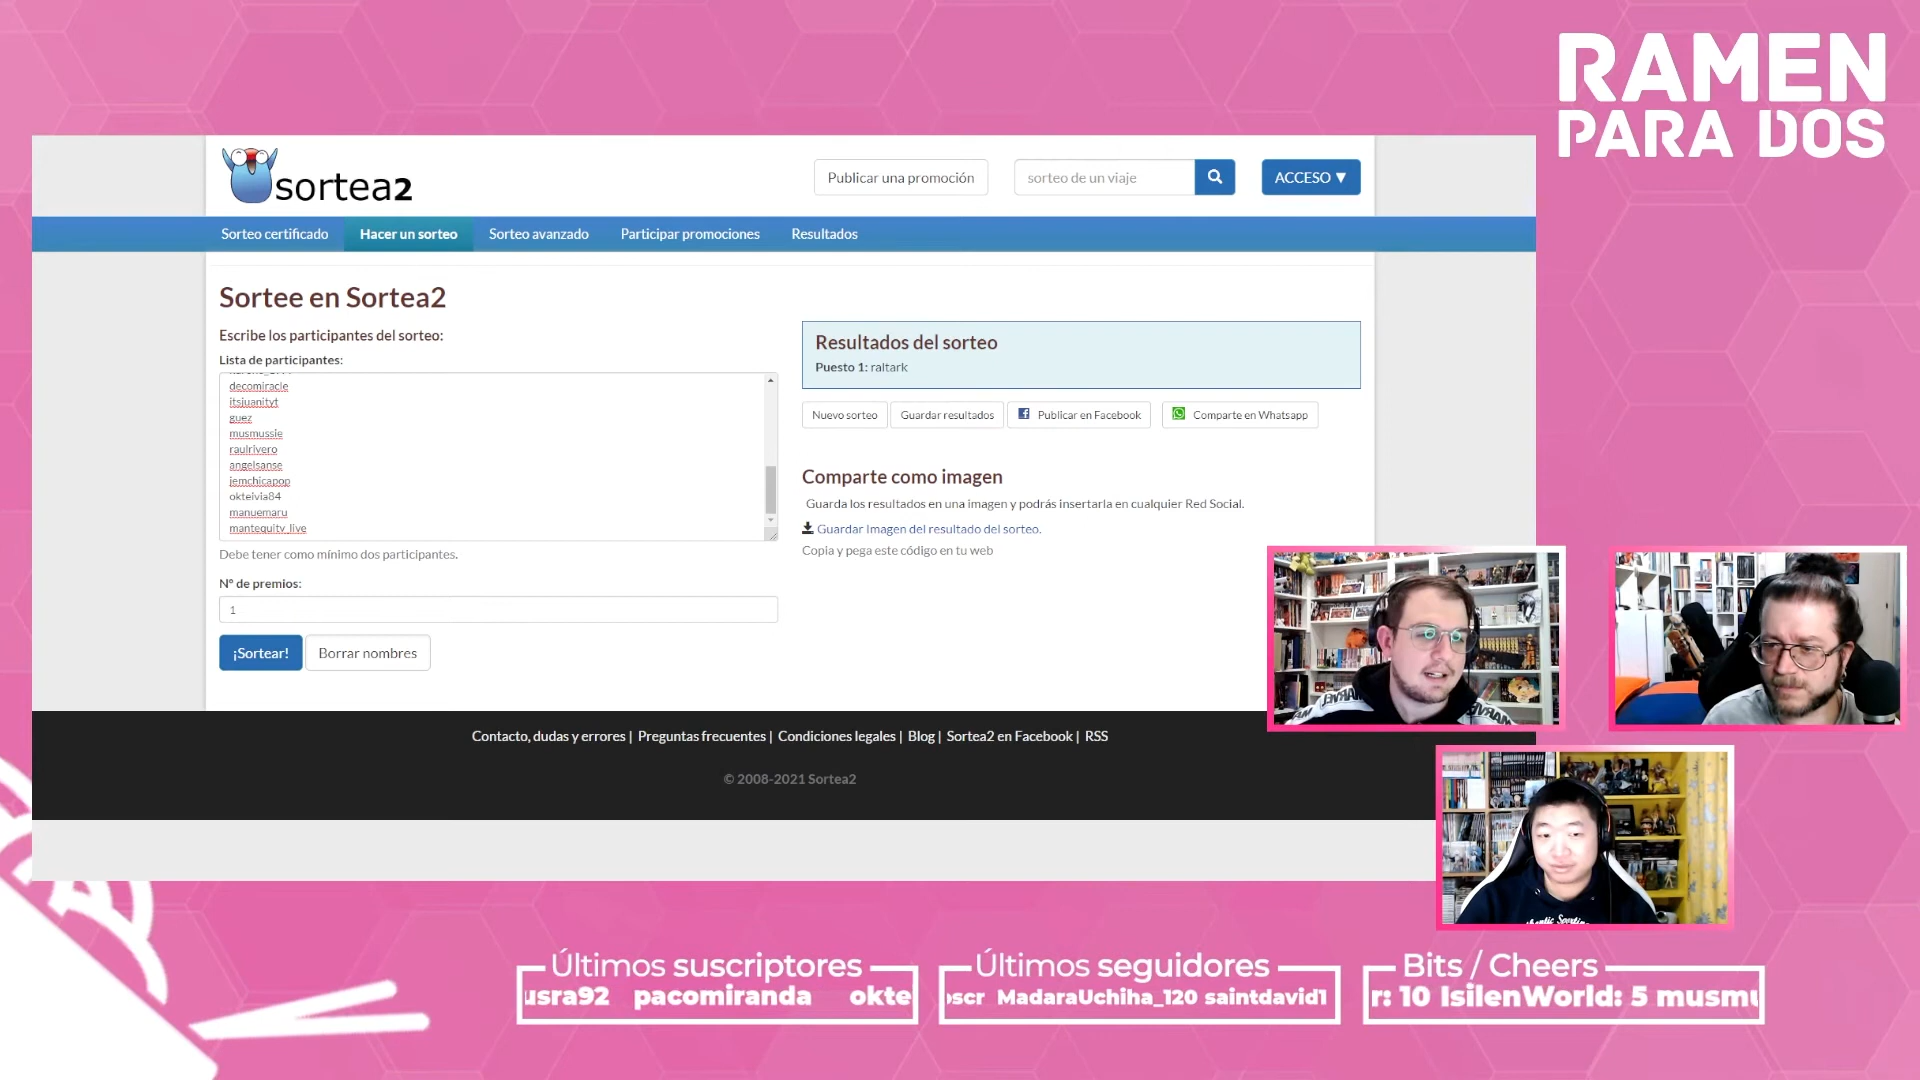 RAMEN
PARA DOS
sortea2
Publicar una promoción
sorteo de un viaje
ACCESO ▼
Sorteo certificado
Hacer un sorteo
Sorteo avanzado
Participar promociones
Resultados
Sortee en Sortea2
Escribe los participantes del sorteo:
Lista de participantes:
decomiracle
itsjuanityt
guez
musmussie
raulrivero
angelsanse
jemchicapop
okteivia84
manuemaru
mantequity_live
Debe tener como mínimo dos participantes.
Nº de premios:
1
¡Sortear!
Borrar nombres
Resultados del sorteo
Puesto 1: raltark
Nuevo sorteo
Guardar resultados
Publicar en Facebook
Comparte en Whatsapp
Comparte como imagen
Guarda los resultados en una imagen y podrás insertarla en cualquier Red Social.
Guardar Imagen del resultado del sorteo.
Copia y pega este código en tu web
Contacto, dudas y errores | Preguntas frecuentes | Condiciones legales | Blog | Sortea2 en Facebook | RSS
© 2008-2021 Sortea2
Últimos suscriptores
usra92 pacomiranda okte
Últimos seguidores
oscr MadaraUchiha_120 saintdavid1
Bits / Cheers
r: 10 IsilenWorld: 5 musmu